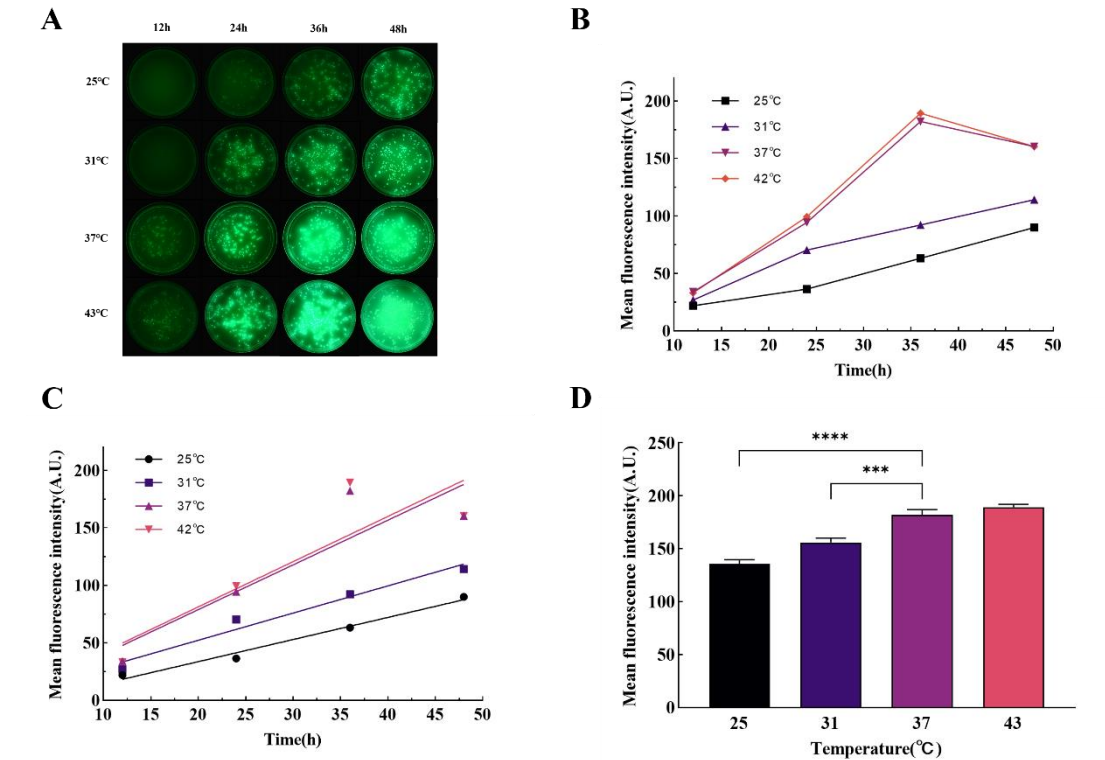 A
12h 24h 36h 48h
25℃
31℃
37℃
43℃
B
Mean fluorescence intensity(A.U.)
200
150
100
50
0
25℃
31℃
37℃
42℃
10 15 20 25 30 35 40 45 50
Time(h)
C
Mean fluorescence intensity(A.U.)
200
150
100
50
0
25℃
31℃
37℃
42℃
10 15 20 25 30 35 40 45 50
Time(h)
D
Mean fluorescence intensity(A.U.)
250
200
150
100
50
0
****
***
25 31 37 43
Temperature(℃)